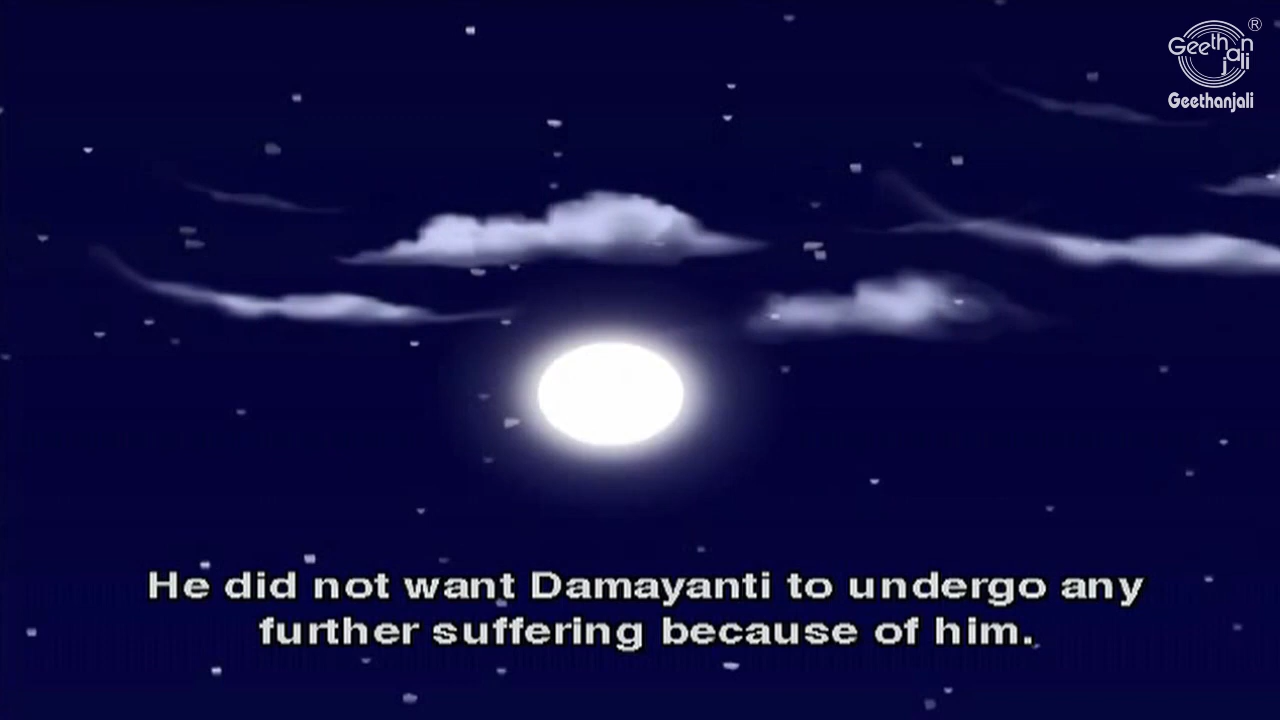 Geethanjali ®
Geethanjali
He did not want Damayanti to undergo any
further suffering because of him.